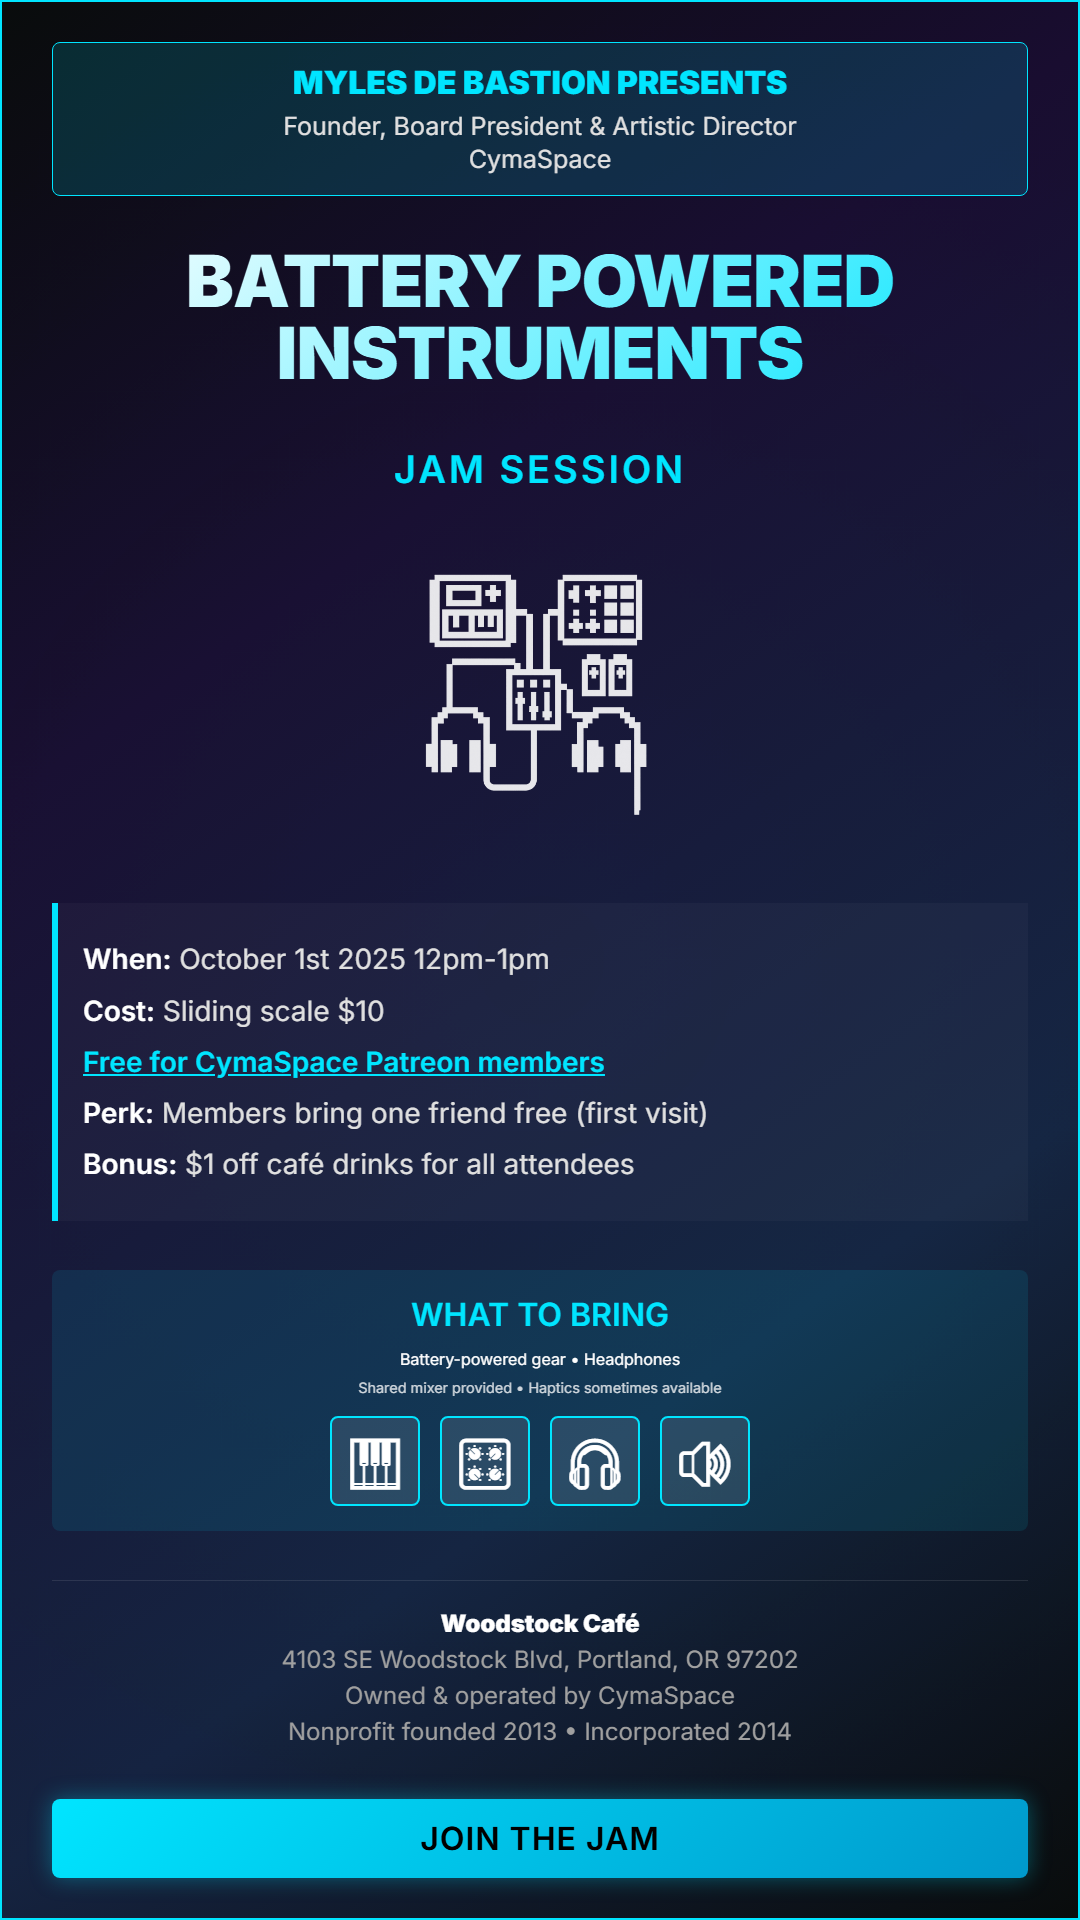 MYLES DE BASTION PRESENTS
Founder, Board President & Artistic Director
CymaSpace
BATTERY POWERED
INSTRUMENTS
JAM SESSION
When: October 1st 2025 12pm-1pm
Cost: Sliding scale $10
Free for CymaSpace Patreon members
Perk: Members bring one friend free (first visit)
Bonus: $1 off café drinks for all attendees
WHAT TO BRING
Battery-powered gear • Headphones
Shared mixer provided • Haptics sometimes available
Woodstock Café
4103 SE Woodstock Blvd, Portland, OR 97202
Owned & operated by CymaSpace
Nonprofit founded 2013 • Incorporated 2014
JOIN THE JAM